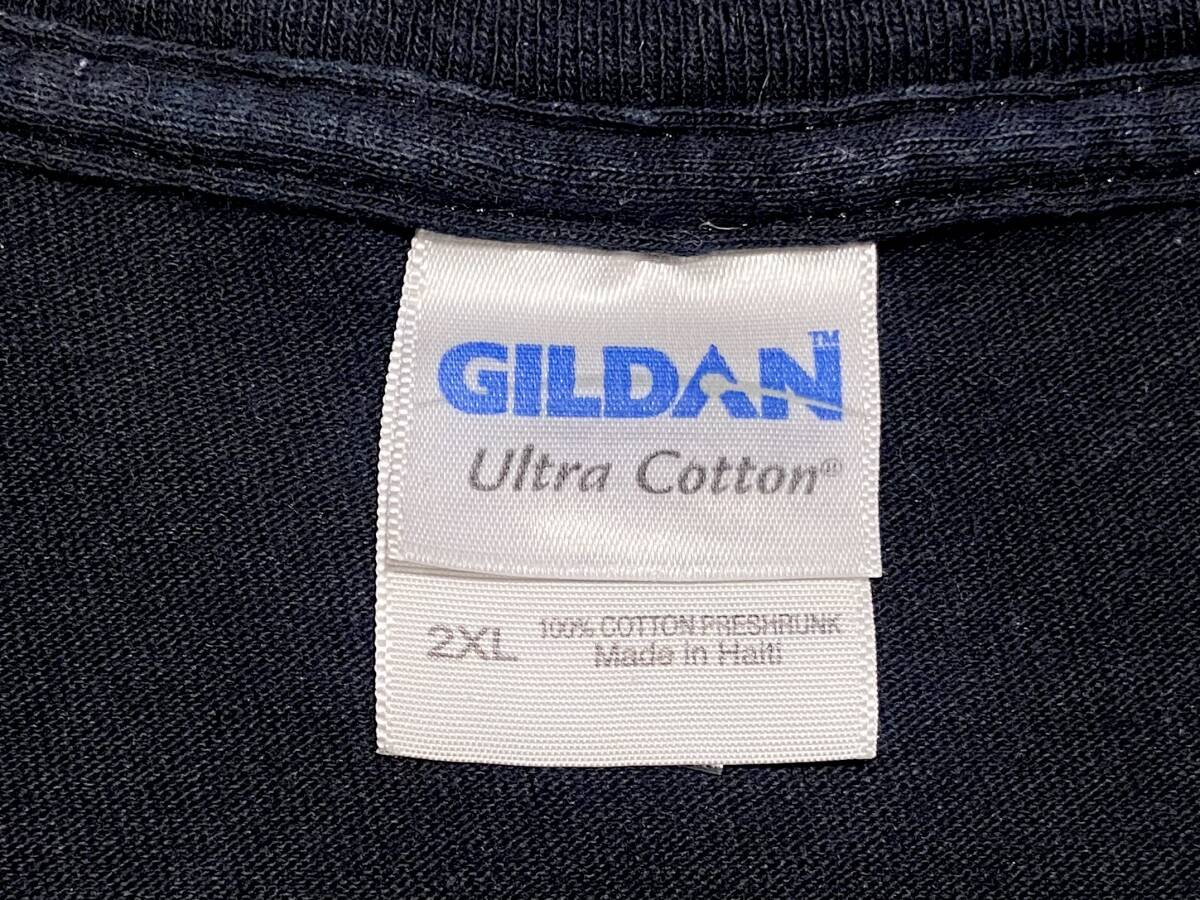 GILDAN™
Ultra Cotton®
2XL
100% COTTON PRESHRUNK
Made in Haiti